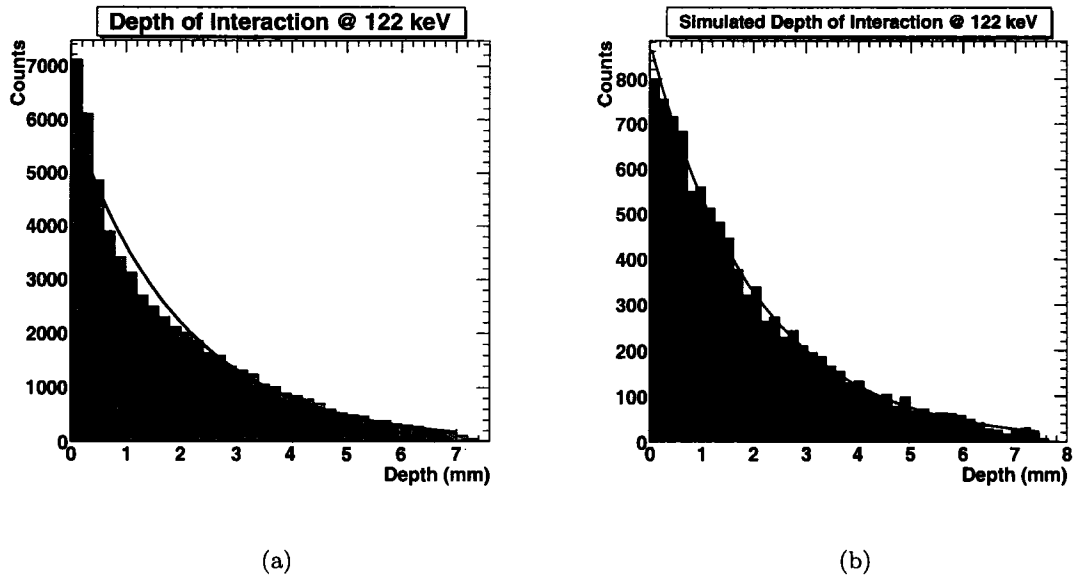 Depth of Interaction @ 122 keV
Counts
7000
6000
5000
4000
3000
2000
1000
0
0 1 2 3 4 5 6 7
Depth (mm)
(a)
Simulated Depth of Interaction @ 122 keV
Counts
800
700
600
500
400
300
200
100
0
0 1 2 3 4 5 6 7 8
Depth (mm)
(b)